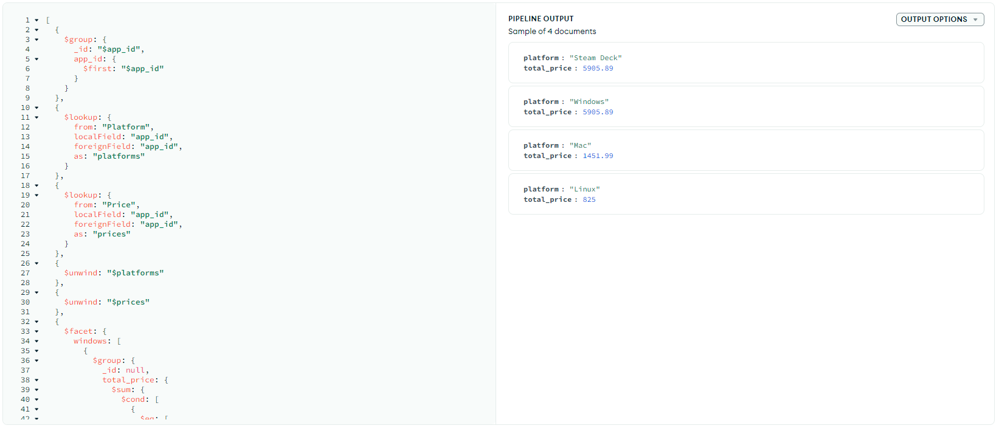 1 [
2 {
3 $group: {
4 _id: "$app_id",
5 app_id: {
6 $first: "$app_id"
7 }
8 }
9 },
10 {
11 $lookup: {
12 from: "Platform",
13 localField: "app_id",
14 foreignField: "app_id",
15 as: "platforms"
16 }
17 },
18 {
19 $lookup: {
20 from: "Price",
21 localField: "app_id",
22 foreignField: "app_id",
23 as: "prices"
24 }
25 },
26 {
27 $unwind: "$platforms"
28 },
29 {
30 $unwind: "$prices"
31 },
32 {
33 $facet: {
34 windows: [
35 {
36 $group: {
37 _id: null,
38 total_price: {
39 $sum: {
40 $cond: [
41 {
42 $eq: [
PIPELINE OUTPUT
OUTPUT OPTIONS
Sample of 4 documents
platform : "Steam Deck"
total_price : 5905.89
platform : "Windows"
total_price : 5905.89
platform : "Mac"
total_price : 1451.99
platform : "Linux"
total_price : 825